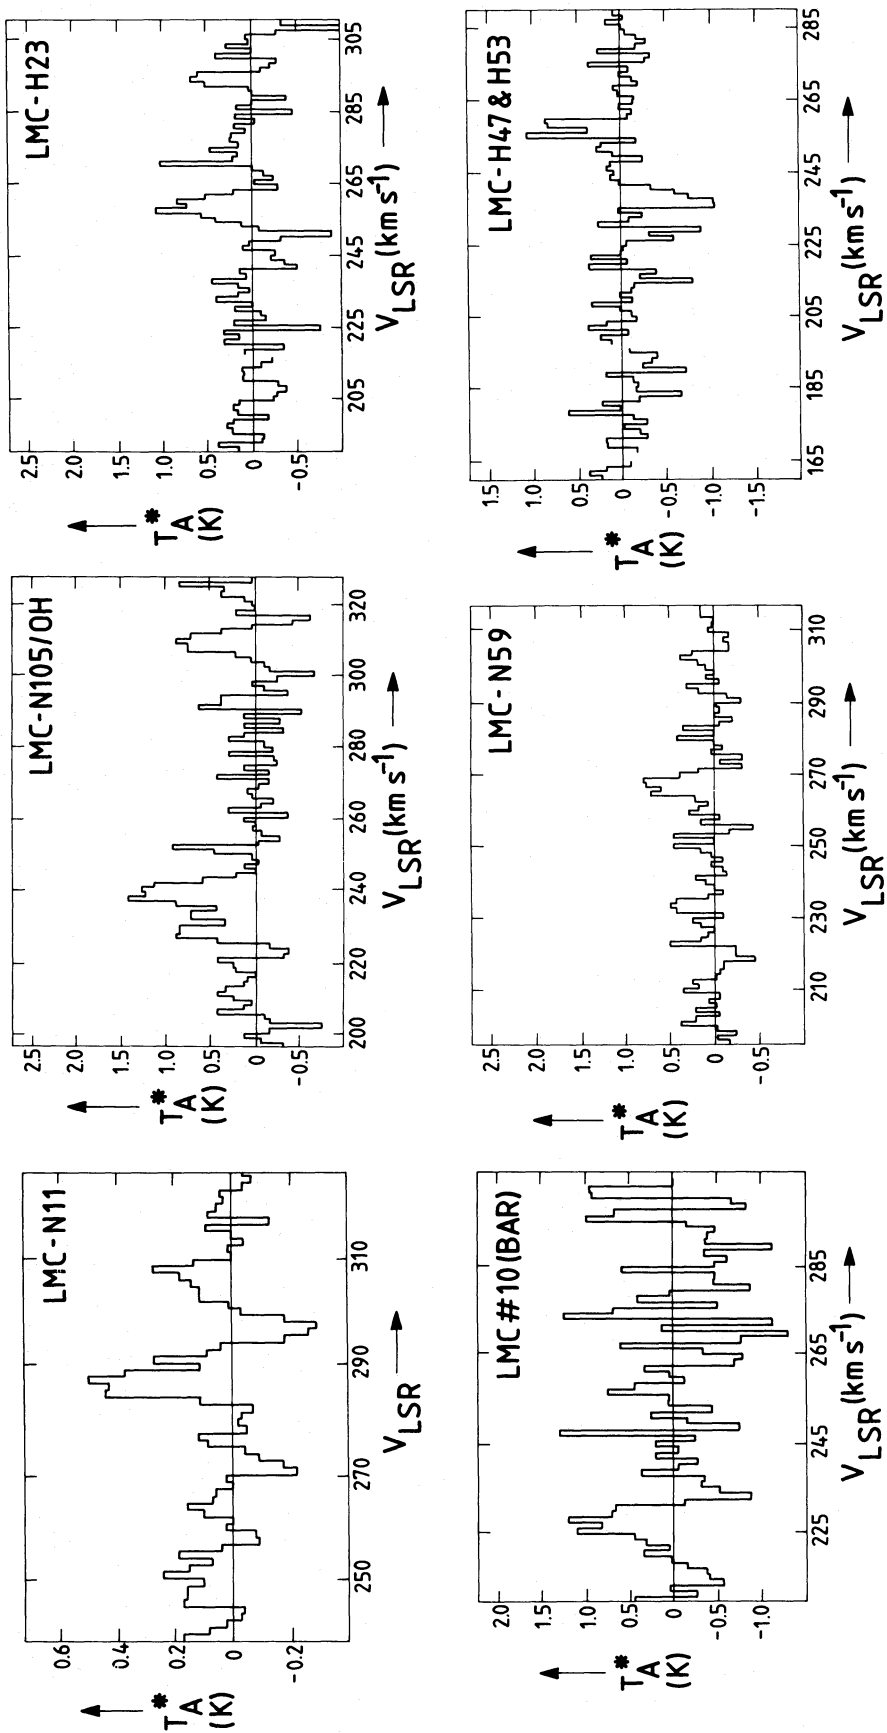 LMC-N11
T*A
(K)
0.6
0.4
0.2
0
-0.2
250 270 290 310
VLSR
LMC-N105/OH
T*A
(K)
2.5
2.0
1.5
1.0
0.5
0
-0.5
200 220 240 260 280 300 320
VLSR(km s-1)
LMC-H23
T*A
(K)
2.5
2.0
1.5
1.0
0.5
0
-0.5
205 225 245 265 285 305
VLSR(km s-1)
LMC#10(BAR)
T*A
(K)
2.0
1.5
1.0
0.5
0
-0.5
-1.0
225 245 265 285
VLSR(km s-1)
LMC-N59
T*A
(K)
2.5
2.0
1.5
1.0
0.5
0
-0.5
210 230 250 270 290 310
VLSR(km s-1)
LMC-H47&H53
T*A
(K)
1.5
1.0
0.5
0
-0.5
-1.0
-1.5
165 185 205 225 245 265 285
VLSR(km s-1)